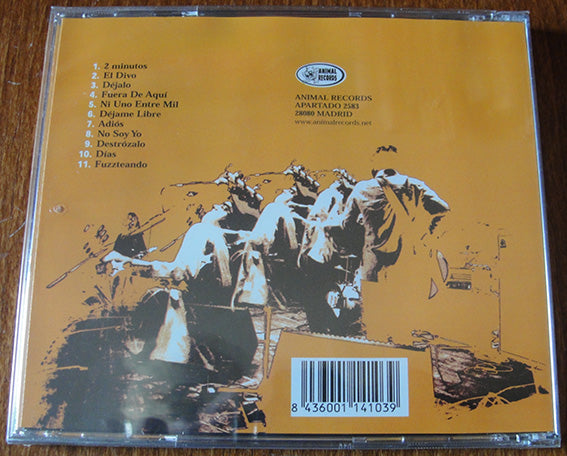 1. 2 minutos
2. El Divo
3. Déjalo
4. Fuera De Aquí
5. Ni Uno Entre Mil
6. Déjame Libre
7. Adiós
8. No Soy Yo
9. Destrózalo
10. Días
11. Fuzzteando
ANIMAL
RECORDS
ANIMAL RECORDS
APARTADO 2583
28080 MADRID
www.animalrecords.net
8 436001 141039